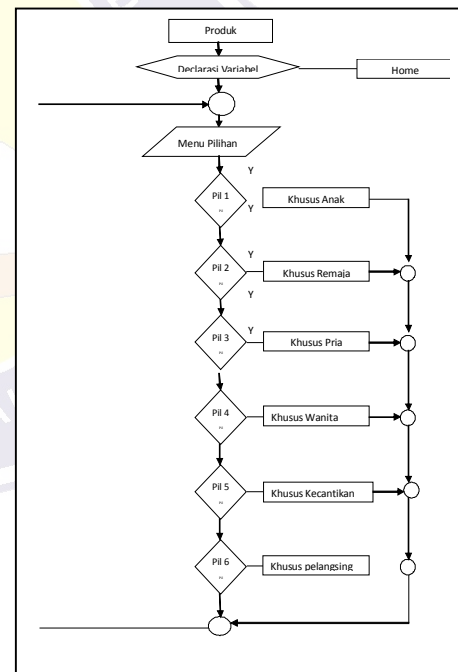 Produk
Declarasi Variabel
Home
Menu Pilihan
Y
Pil 1
Y
Khusus Anak
Y
Pil 2
Khusus Remaja
Y
Y
Pil 3
Khusus Pria
Pil 4
Khusus Wanita
Pil 5
Khusus Kecantikan
Pil 6
Khusus pelangsing